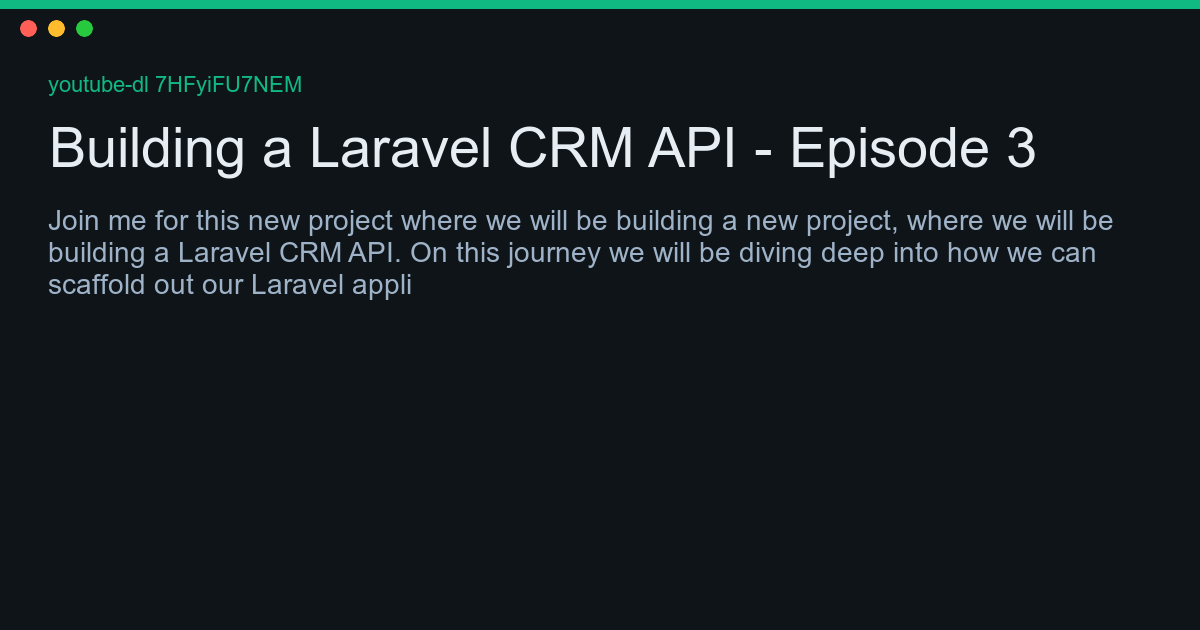 youtube-dl 7HFyiFU7NEM
Building a Laravel CRM API - Episode 3
Join me for this new project where we will be building a new project, where we will be
building a Laravel CRM API. On this journey we will be diving deep into how we can
scaffold out our Laravel appli